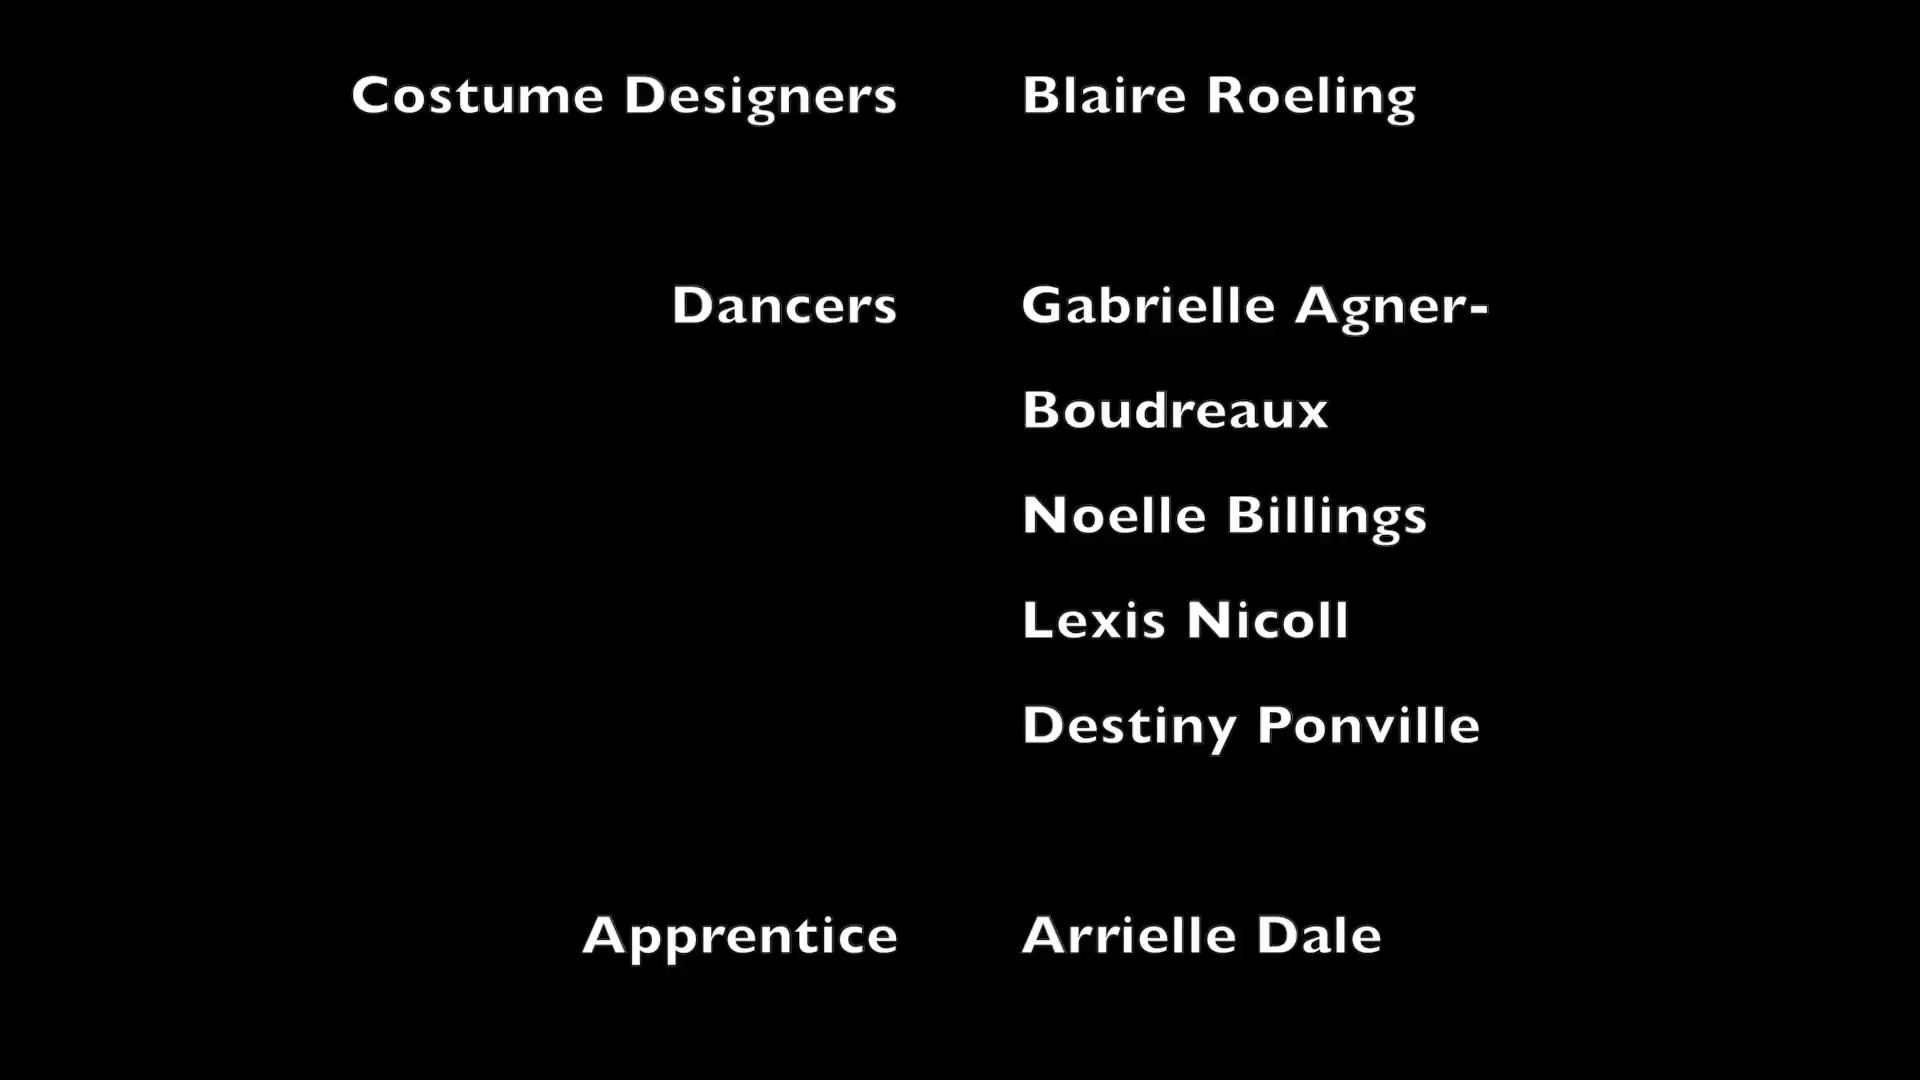 Costume Designers Blaire Roeling
Dancers Gabrielle Agner-
Boudreaux
Noelle Billings
Lexis Nicoll
Destiny Ponville
Apprentice Arrielle Dale